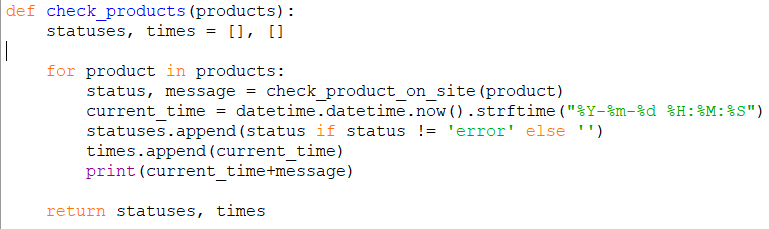 def check_products(products):
    statuses, times = [], []

    for product in products:
        status, message = check_product_on_site(product)
        current_time = datetime.datetime.now().strftime("%Y-%m-%d %H:%M:%S")
        statuses.append(status if status != 'error' else '')
        times.append(current_time)
        print(current_time+message)

    return statuses, times